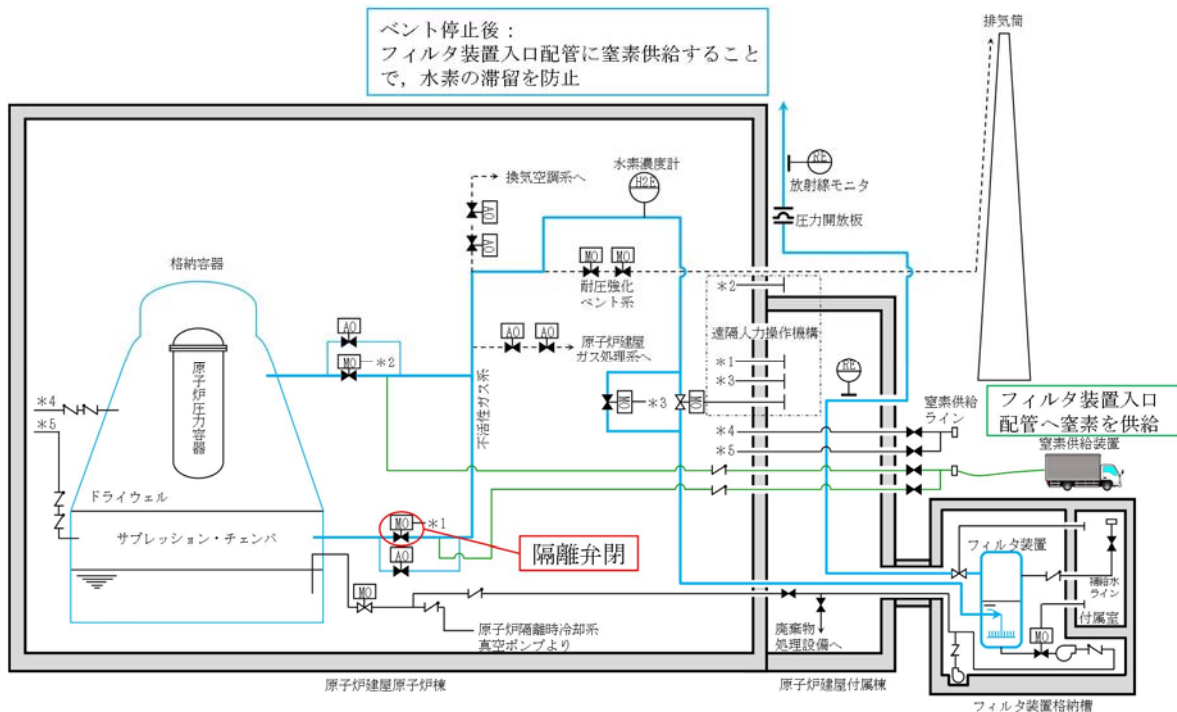 ベント停止後：
フィルタ装置入口配管に窒素供給すること
で，水素の滞留を防止
排気筒
水素濃度計
H2E
RE
放射線モニタ
換気空調系へ
AO
AO
圧力開放板
格納容器
MO
MO
耐圧強化
ベント系
＊2
AO
MO
＊2
AO
AO
原子炉建屋
ガス処理系へ
遠隔人力操作機構
＊1
＊3
RE
原子炉圧力容器
不活性ガス系
MO
＊3
MO
窒素供給
ライン
フィルタ装置入口
配管へ窒素を供給
窒素供給装置
＊4
＊5
＊4
＊5
ドライウェル
サプレッション・チェンバ
MO
＊1
隔離弁閉
AO
フィルタ装置
補給水
ライン
付属室
MO
MO
原子炉隔離時冷却系
真空ポンプより
廃棄物
処理設備へ
原子炉建屋原子炉棟
原子炉建屋付属棟
フィルタ装置格納槽